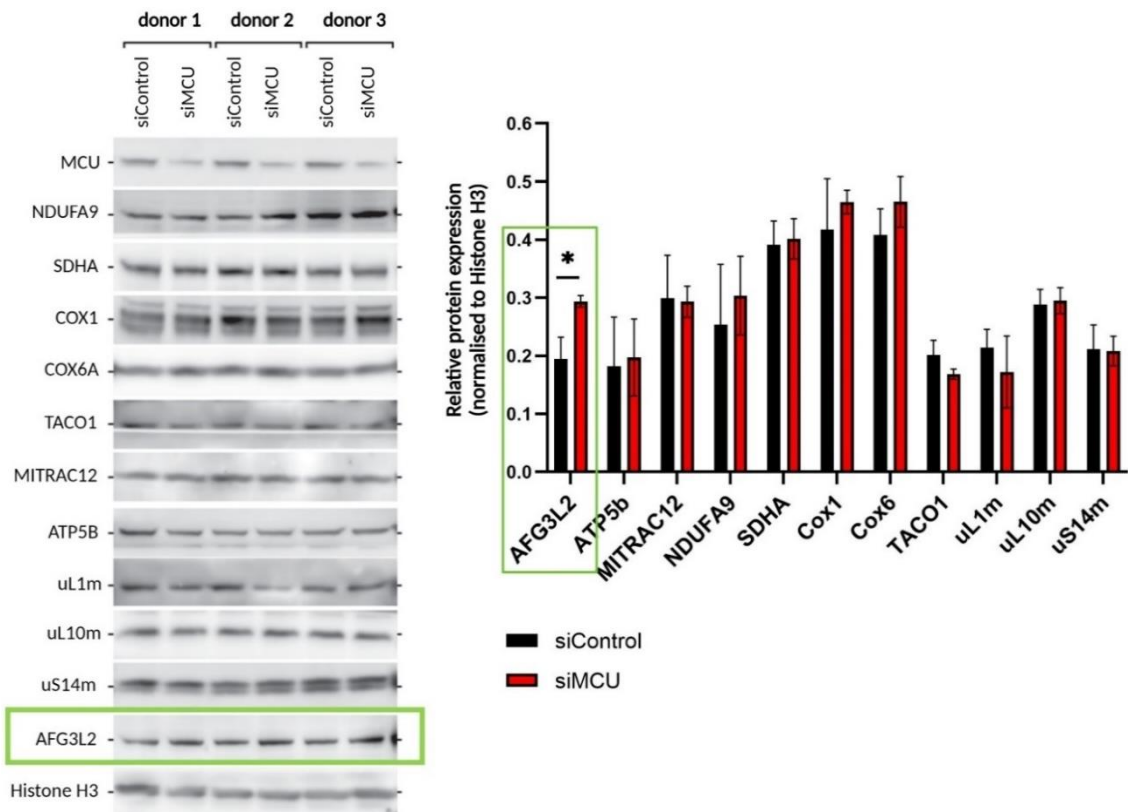 donor 1 donor 2 donor 3
siControl siMCU siControl siMCU siControl siMCU
MCU
NDUFA9
SDHA
COX1
COX6A
TACO1
MITRAC12
ATP5B
uL1m
uL10m
uS14m
AFG3L2
Histone H3
Relative protein expression
(normalised to Histone H3)
0.6
0.5
0.4
0.3
0.2
0.1
0.0
*
AFG3L2 ATP5b MITRAC12 NDUFA9 SDHA Cox1 Cox6 TACO1 uL1m uL10m uS14m
siControl
siMCU